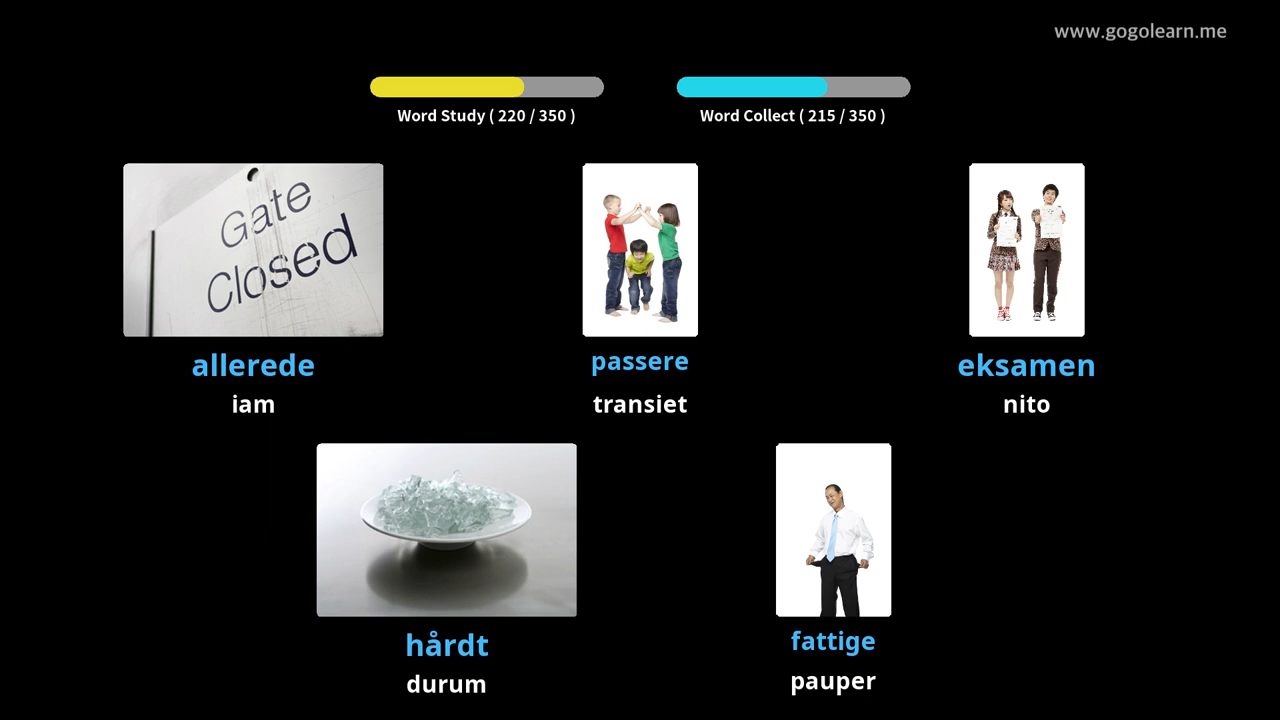 www.gogolearn.me
Word Study ( 220 / 350 )
Word Collect ( 215 / 350 )
Gate
Closed
allerede
iam
passere
transiet
eksamen
nito
hårdt
durum
fattige
pauper